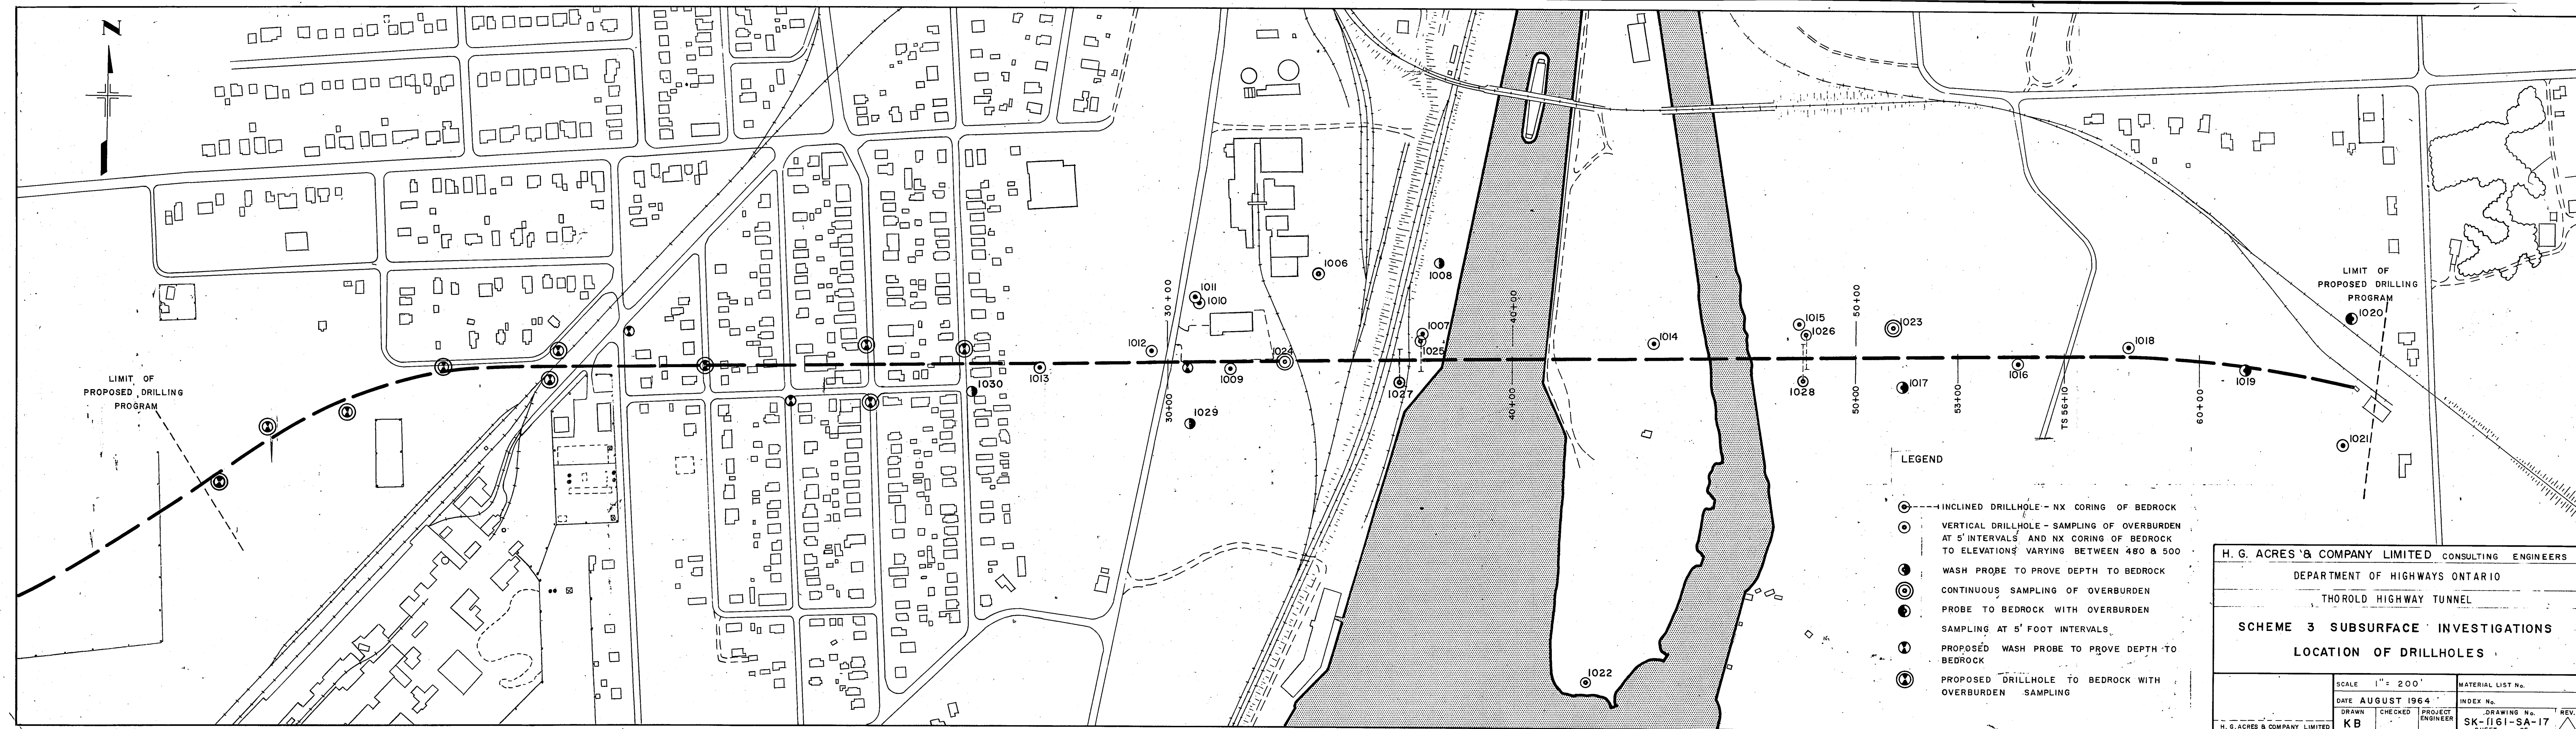 N
LIMIT OF
PROPOSED DRILLING
PROGRAM
1030
1013
1012
30+00
30+00
1011
1010
1029
1009
1024
1006
1008
1007
1025
1027
40+00
40+00
1014
1022
1015
1026
1028
50+00
50+00
1023
1017
53+00
1016
TS 56+10
1018
60+00
1019
LIMIT OF
PROPOSED DRILLING
PROGRAM
1020
1021
LEGEND
INCLINED DRILLHOLE - NX CORING OF BEDROCK
VERTICAL DRILLHOLE - SAMPLING OF OVERBURDEN
AT 5' INTERVALS AND NX CORING OF BEDROCK
TO ELEVATIONS VARYING BETWEEN 480 & 500
WASH PROBE TO PROVE DEPTH TO BEDROCK
CONTINUOUS SAMPLING OF OVERBURDEN
PROBE TO BEDROCK WITH OVERBURDEN
SAMPLING AT 5' FOOT INTERVALS
PROPOSED WASH PROBE TO PROVE DEPTH TO
BEDROCK
PROPOSED DRILLHOLE TO BEDROCK WITH
OVERBURDEN SAMPLING
H. G. ACRES & COMPANY LIMITED CONSULTING ENGINEERS
DEPARTMENT OF HIGHWAYS ONTARIO
THOROLD HIGHWAY TUNNEL
SCHEME 3 SUBSURFACE INVESTIGATIONS
LOCATION OF DRILLHOLES
SCALE 1" = 200'
MATERIAL LIST No.
DATE AUGUST 1964
INDEX No.
DRAWN
KB
CHECKED
PROJECT
ENGINEER
DRAWING No.
SK-1161-SA-17
REV.
H. G. ACRES & COMPANY LIMITED